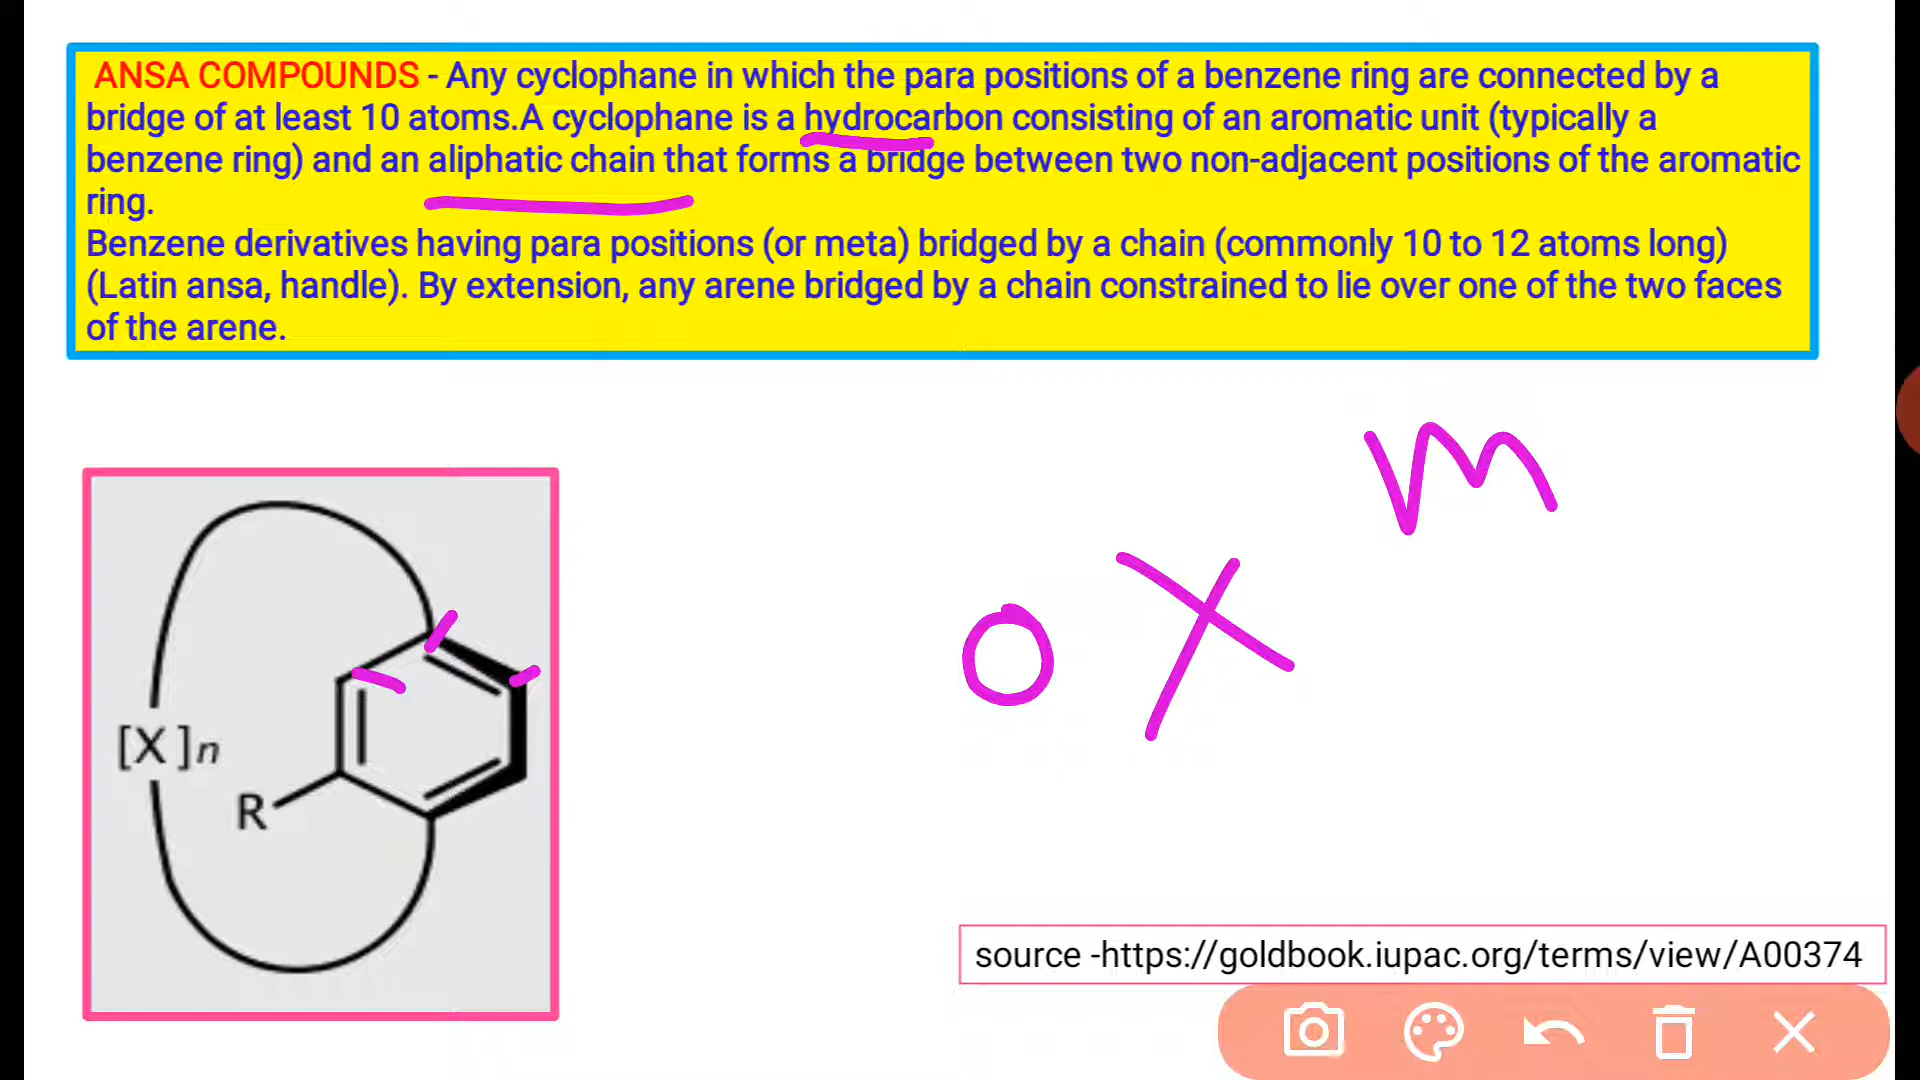 ANSA COMPOUNDS - Any cyclophane in which the para positions of a benzene ring are connected by a
bridge of at least 10 atoms.A cyclophane is a hydrocarbon consisting of an aromatic unit (typically a
benzene ring) and an aliphatic chain that forms a bridge between two non-adjacent positions of the aromatic
ring.
Benzene derivatives having para positions (or meta) bridged by a chain (commonly 10 to 12 atoms long)
(Latin ansa, handle). By extension, any arene bridged by a chain constrained to lie over one of the two faces
of the arene.
m
o X
[X]n
R
source -https://goldbook.iupac.org/terms/view/A00374